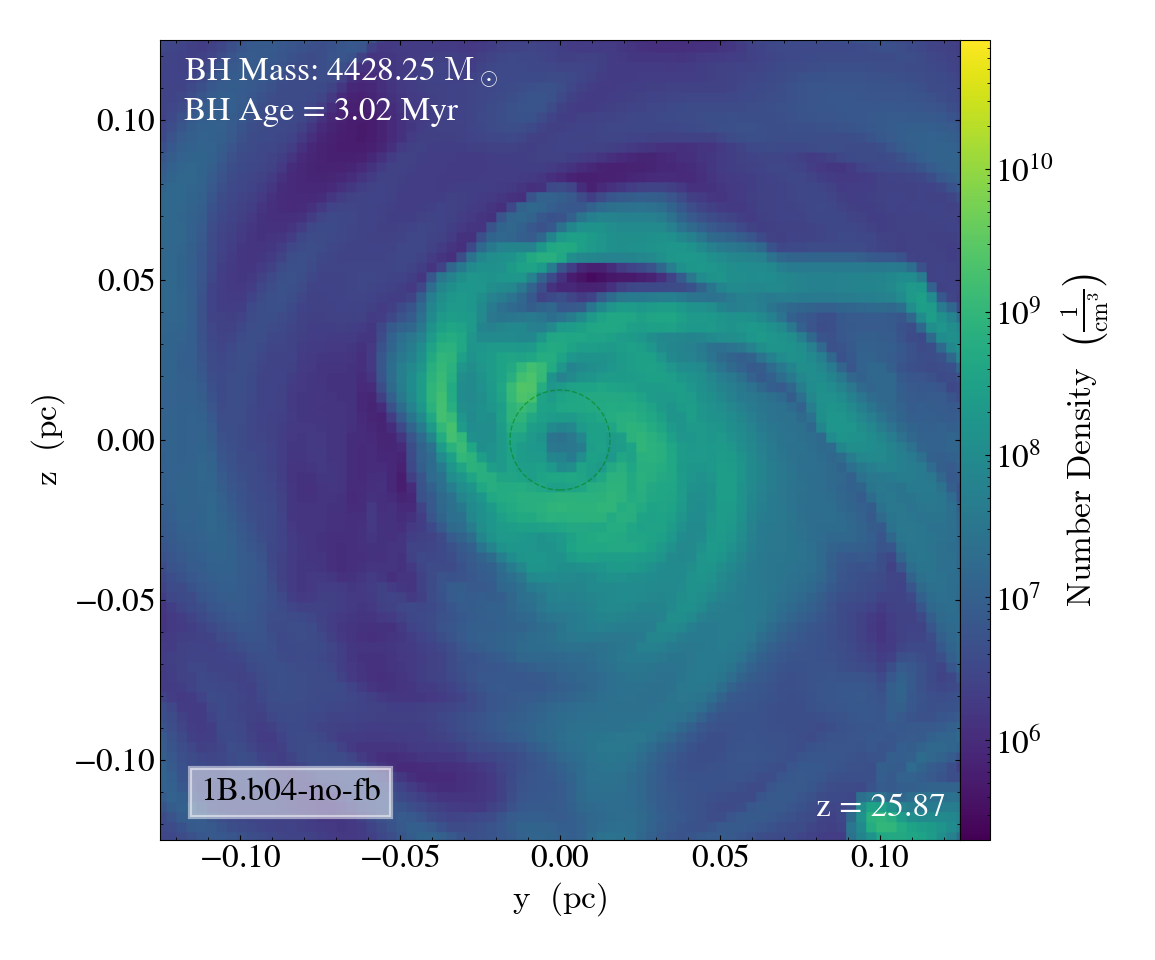 BH Mass: 4428.25 M⊙
BH Age = 3.02 Myr
0.10
0.05
0.00
−0.05
−0.10
z (pc)
1B.b04-no-fb
z = 25.87
−0.10
−0.05
0.00
0.05
0.10
y (pc)
10¹⁰
10⁹
10⁸
10⁷
10⁶
Number Density (1/cm³)